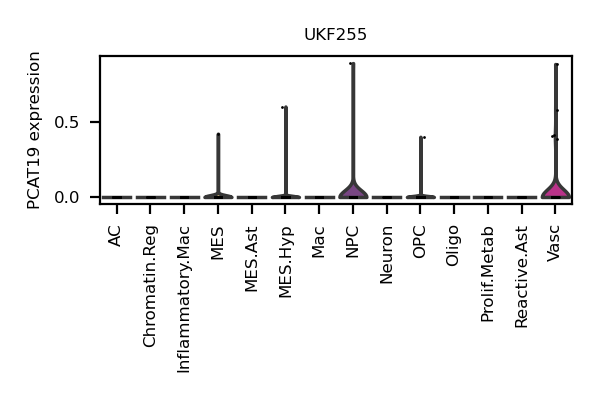 UKF255
PCAT19 expression
0.5
0.0
AC
Chromatin.Reg
Inflammatory.Mac
MES
MES.Ast
MES.Hyp
Mac
NPC
Neuron
OPC
Oligo
Prolif.Metab
Reactive.Ast
Vasc